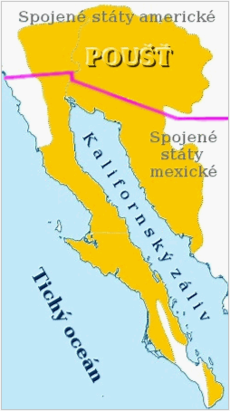 Spojené státy americké
POUŠŤ
Spojené
státy
mexické
Kalifornský záliv
Tichý oceán